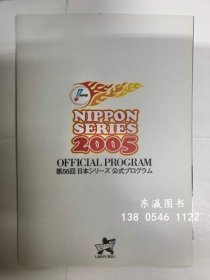 NIPPON
SERIES
2005
OFFICIAL PROGRAM
第56回 日本シリーズ 公式プログラム
东瀛图书
138 0546 1122